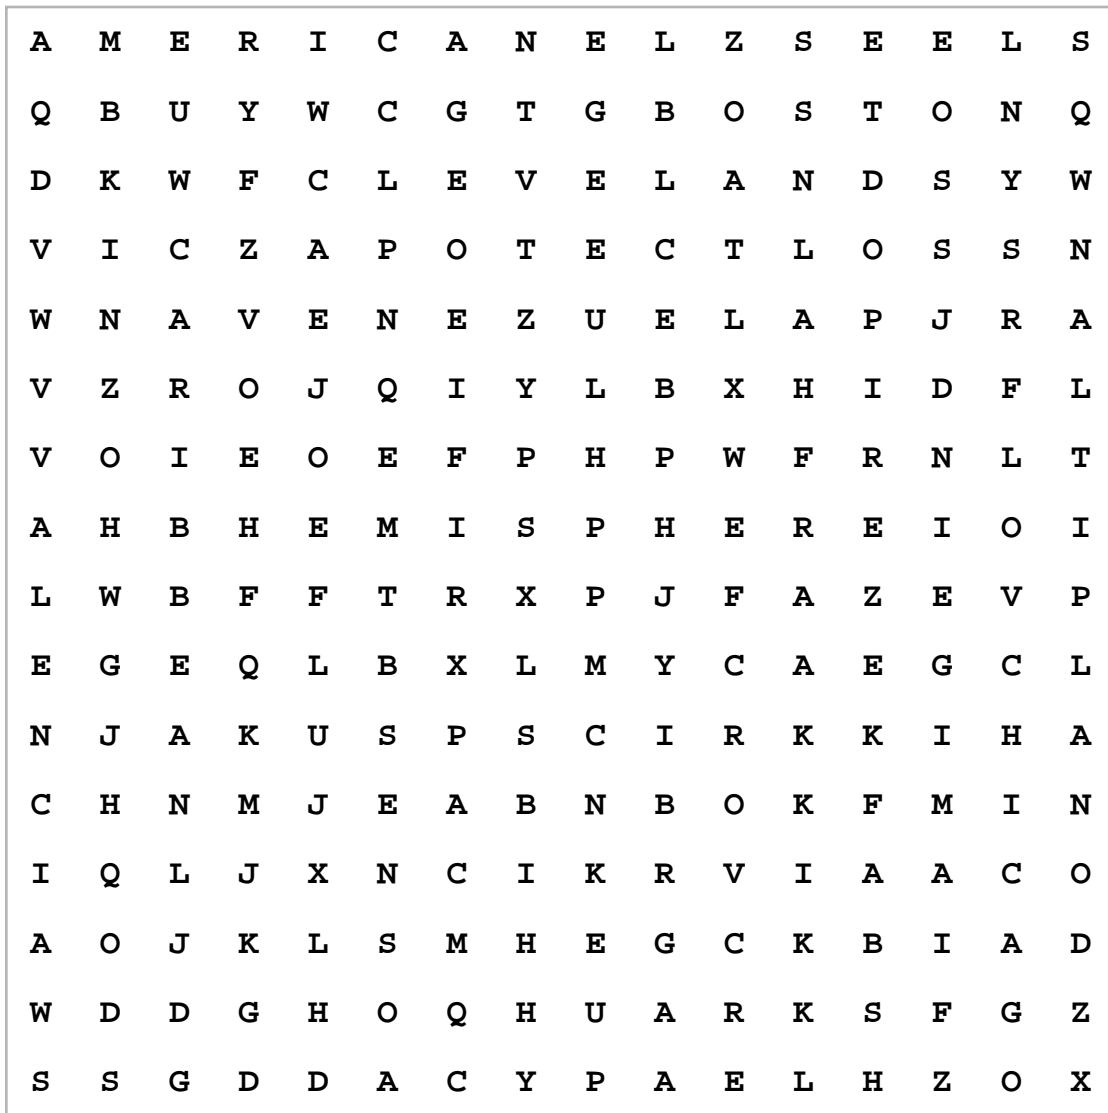 A M E R I C A N E L Z S E E L S
Q B U Y W C G T G B O S T O N Q
D K W F C L E V E L A N D S Y W
V I C Z A P O T E C T L O S S N
W N A V E N E Z U E L A P J R A
V Z R O J Q I Y L B X H I D F L
V O I E O E F P H P W F R N L T
A H B H E M I S P H E R E I O I
L W B F F T R X P J F A Z E V P
E G E Q L B X L M Y C A E G C L
N J A K U S P S C I R K K I H A
C H N M J E A B N B O K F M I N
I Q L J X N C I K R V I A A C O
A O J K L S M H E G C K B I A D
W D D G H O Q H U A R K S F G Z
S S G D D A C Y P A E L H Z O X